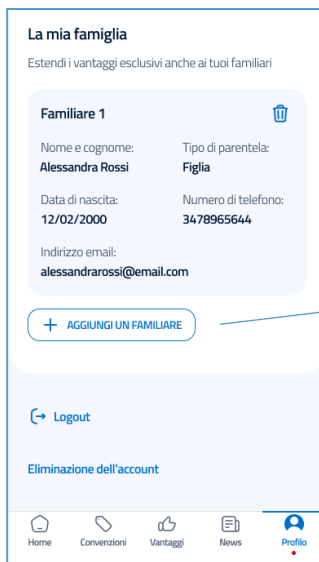 La mia famiglia
Estendi i vantaggi esclusivi anche ai tuoi familiari
Familiare 1
Nome e cognome: Tipo di parentela:
Alessandra Rossi Figlia
Data di nascita: Numero di telefono:
12/02/2000 3478965644
Indirizzo email:
alessandrarossi@email.com
AGGIUNGI UN FAMILIARE
Logout
Eliminazione dell'account
Home Convenzioni Vantaggi News Profilo